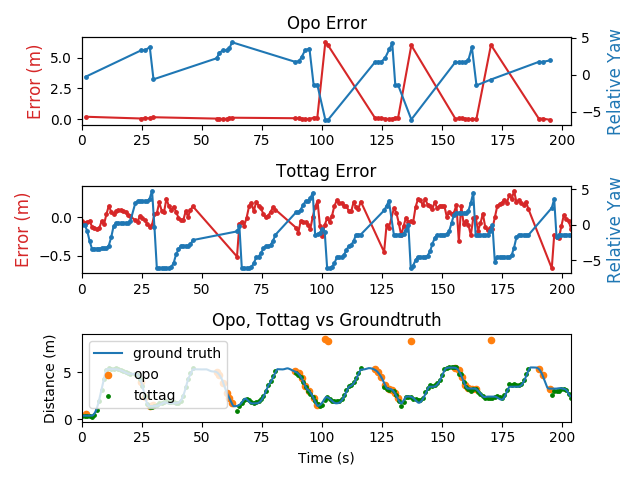 Opo Error
Error (m)
5.0
2.5
0.0
5
0
−5
Relative Yaw
0 25 50 75 100 125 150 175 200
Tottag Error
Error (m)
0.0
−0.5
5
0
−5
Relative Yaw
0 25 50 75 100 125 150 175 200
Opo, Tottag vs Groundtruth
Distance (m)
5
0
ground truth
opo
tottag
0 25 50 75 100 125 150 175 200
Time (s)